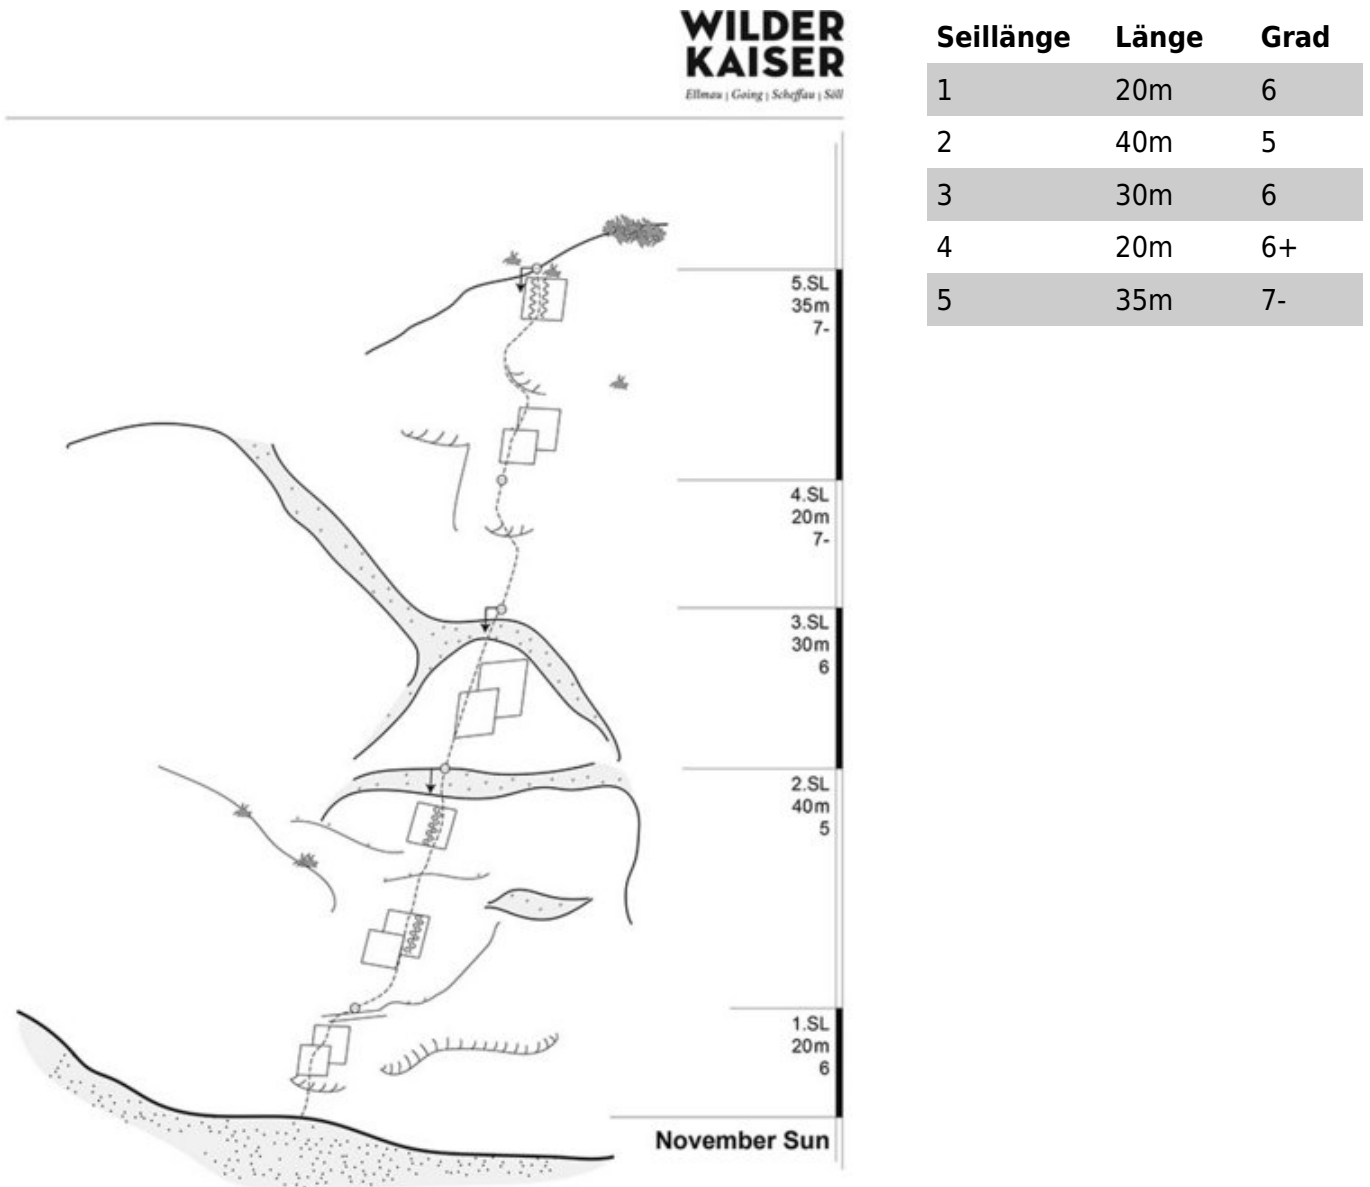 WILDER
KAISER
Ellmau | Going | Scheffau | Söll
Seillänge Länge Grad
1 20m 6
2 40m 5
3 30m 6
4 20m 6+
5 35m 7-
5.SL
35m
7-
4.SL
20m
7-
3.SL
30m
6
2.SL
40m
5
1.SL
20m
6
November Sun